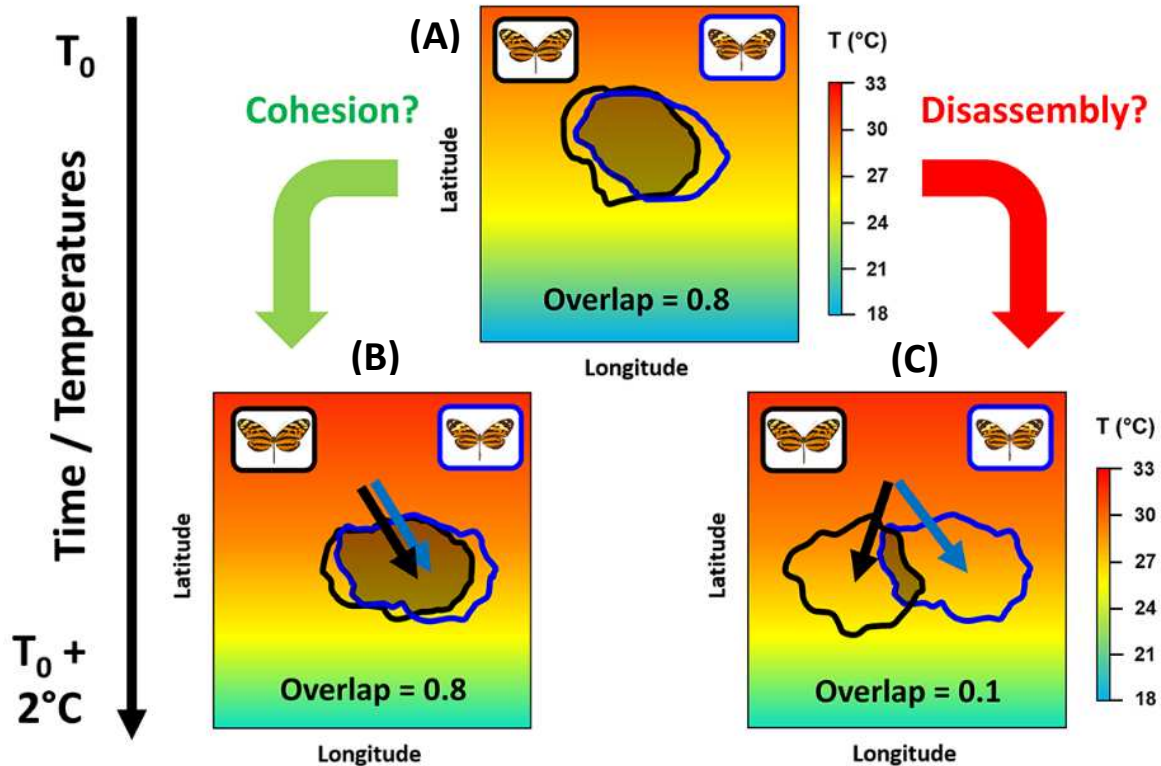 T0
Time / Temperatures
T0 +
2°C
Cohesion?
Disassembly?
(A)
Latitude
Overlap = 0.8
Longitude
T (°C)
33
30
27
24
21
18
(B)
Latitude
Overlap = 0.8
Longitude
(C)
Latitude
Overlap = 0.1
Longitude
T (°C)
33
30
27
24
21
18